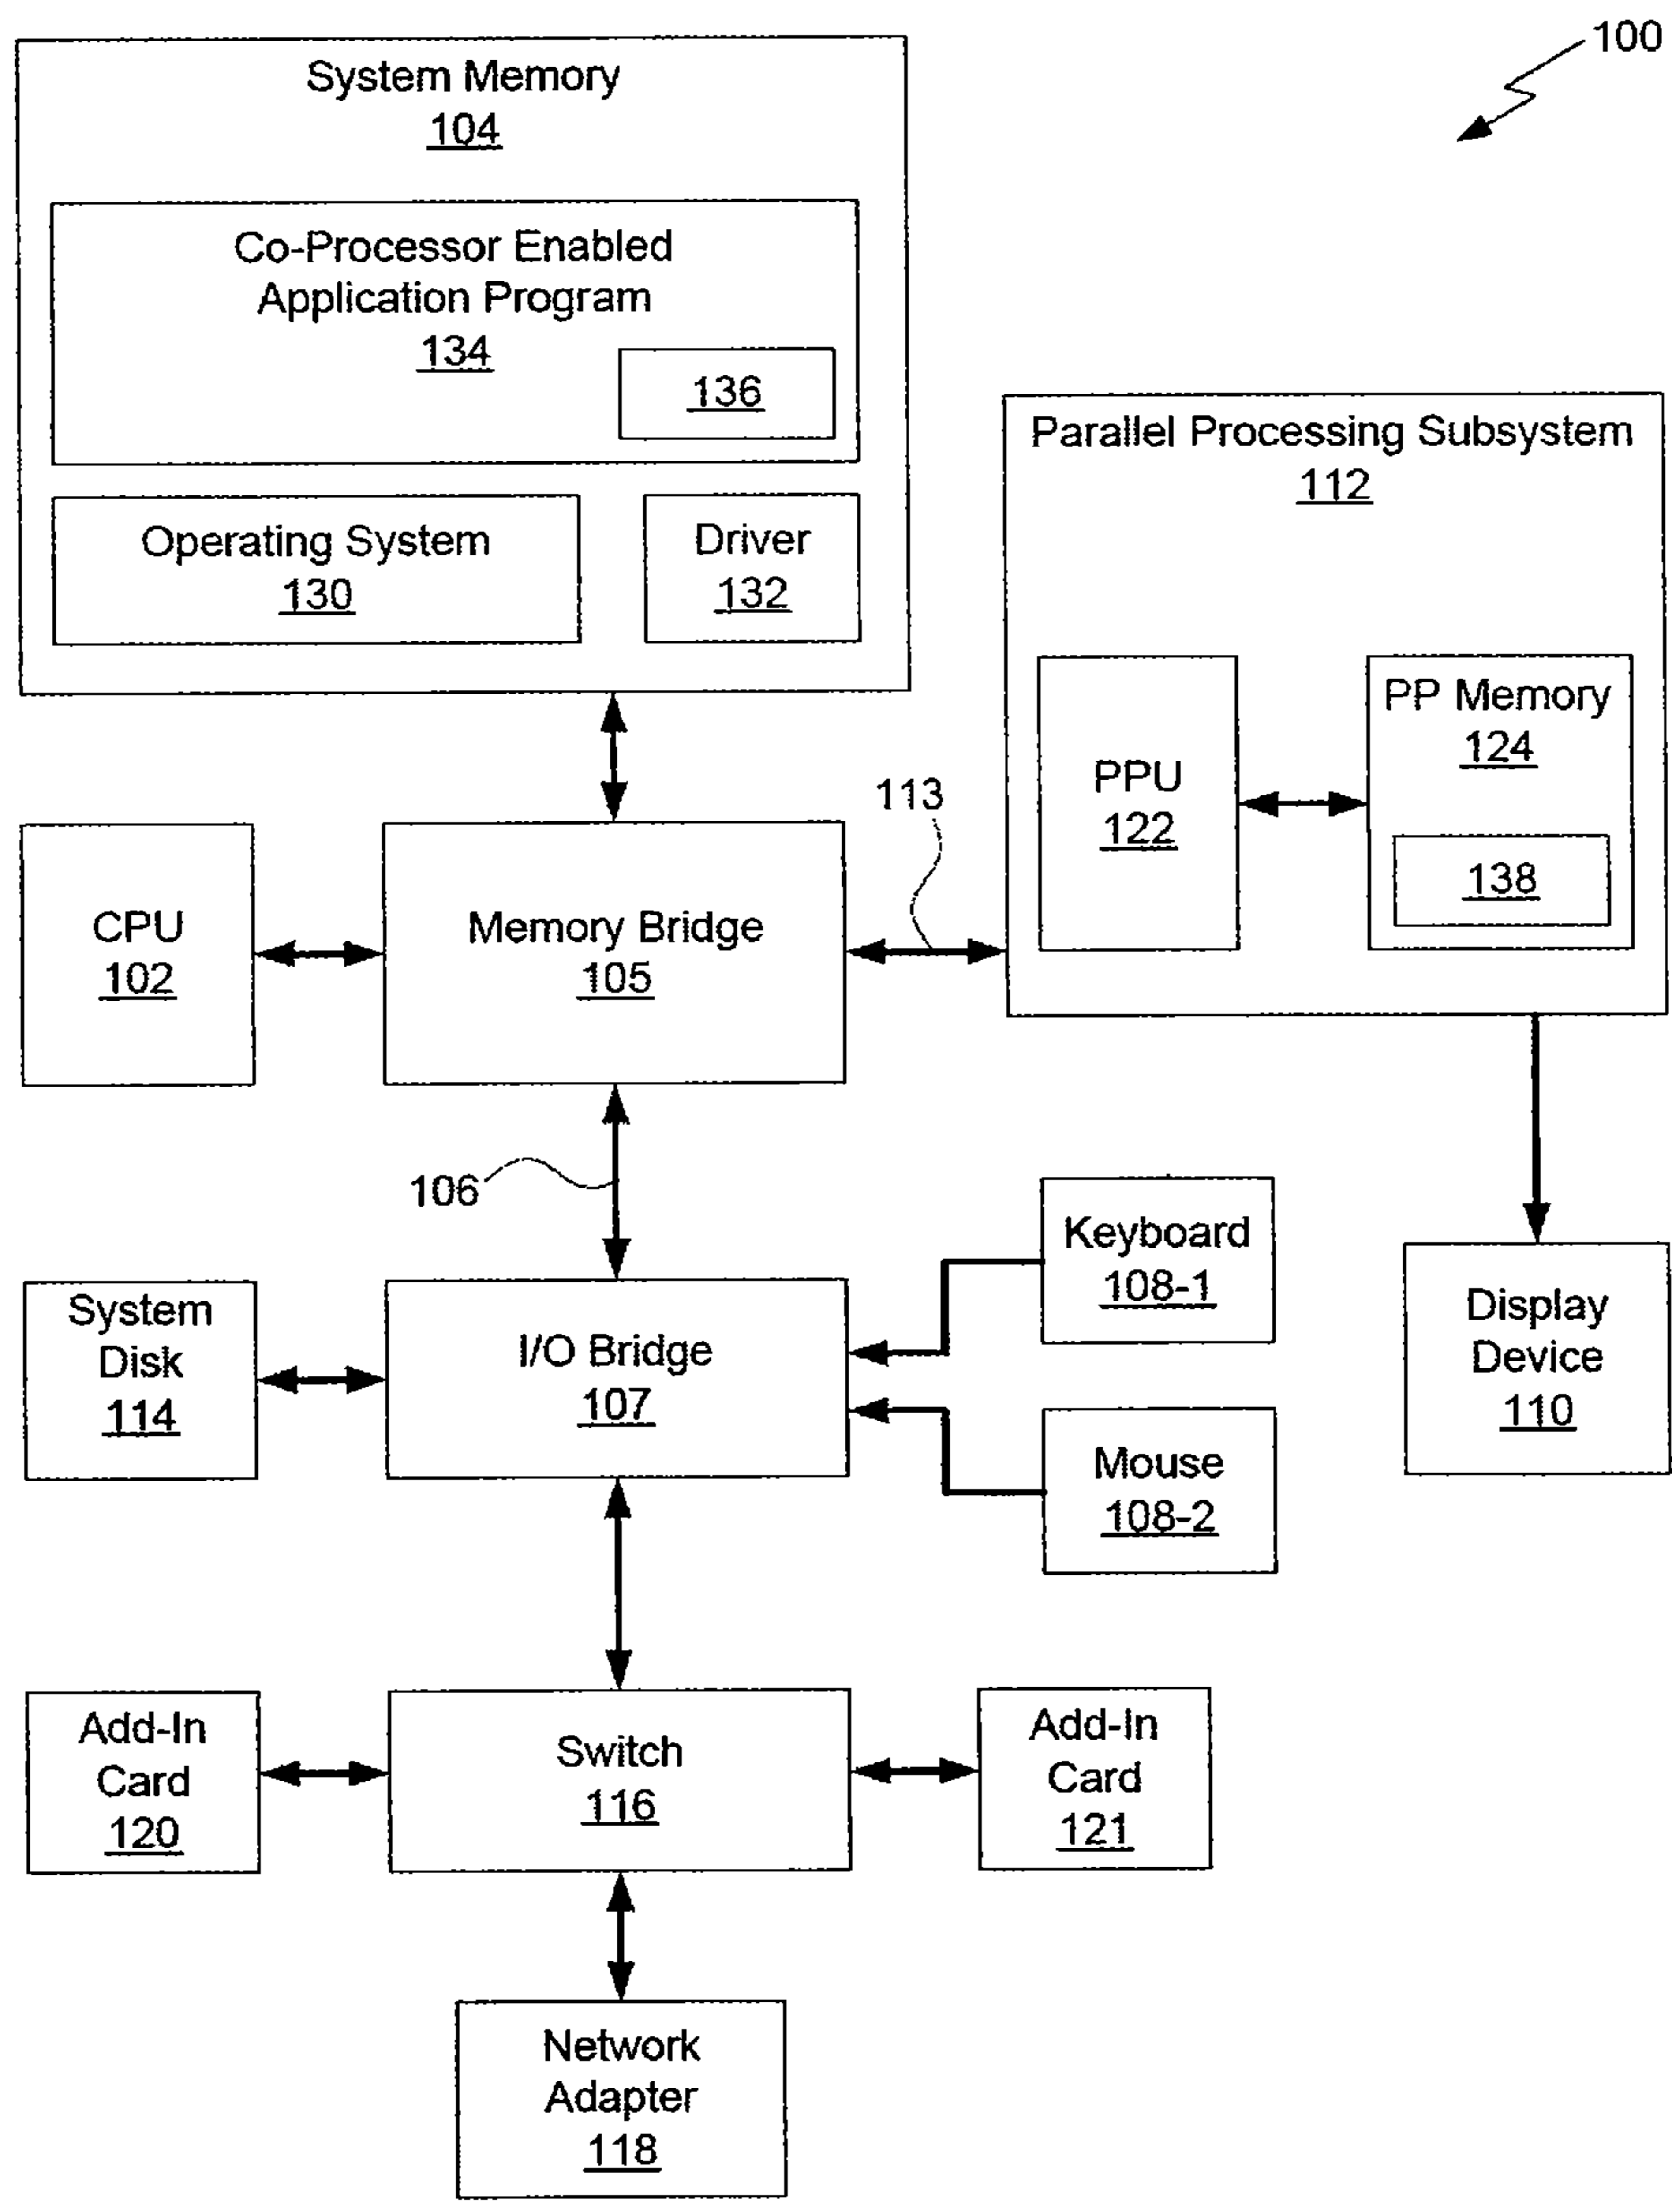 100
System Memory
104
Co-Processor Enabled
Application Program
134
136
Operating System
130
Driver
132
Parallel Processing Subsystem
112
PPU
122
PP Memory
124
138
113
CPU
102
Memory Bridge
105
106
Keyboard
108-1
Display
Device
110
System
Disk
114
I/O Bridge
107
Mouse
108-2
Add-In
Card
120
Switch
116
Add-In
Card
121
Network
Adapter
118